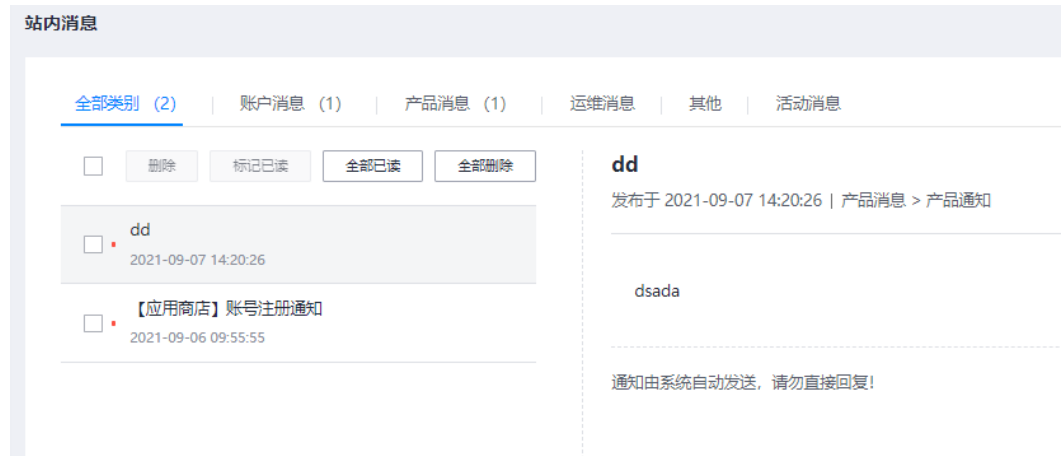 站内消息
全部类别 (2) 账户消息 (1) 产品消息 (1) 运维消息 其他 活动消息
删除 标记已读 全部已读 全部删除
dd
2021-09-07 14:20:26
【应用商店】账号注册通知
2021-09-06 09:55:55
dd
发布于 2021-09-07 14:20:26 | 产品消息 > 产品通知
dsada
通知由系统自动发送，请勿直接回复!